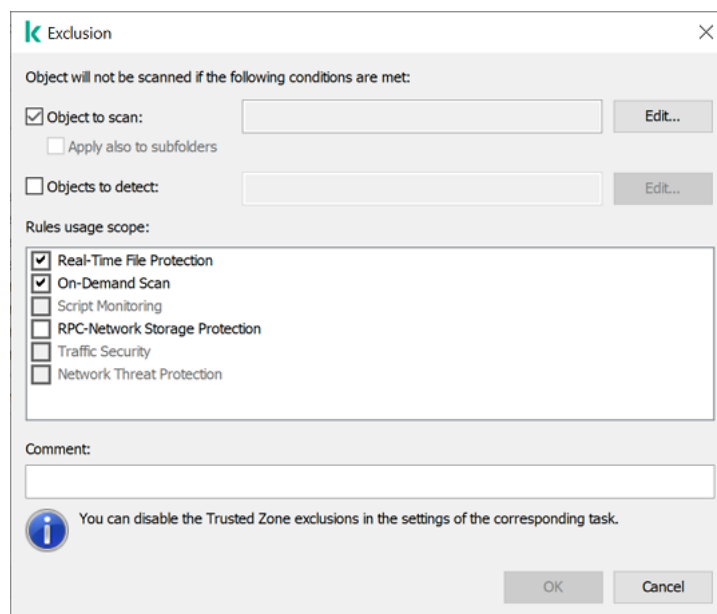 Exclusion
Object will not be scanned if the following conditions are met:
Object to scan: Edit...
Apply also to subfolders
Objects to detect: Edit...
Rules usage scope:
Real-Time File Protection
On-Demand Scan
Script Monitoring
RPC-Network Storage Protection
Traffic Security
Network Threat Protection
Comment:
You can disable the Trusted Zone exclusions in the settings of the corresponding task.
OK Cancel